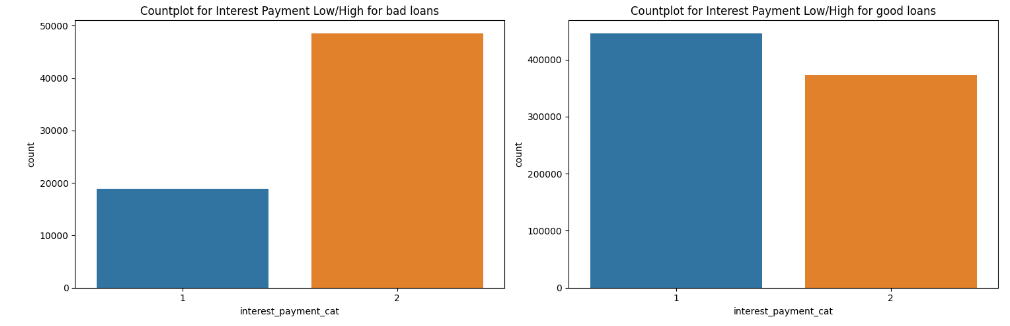 Countplot for Interest Payment Low/High for bad loans
50000
40000
30000
20000
10000
0
count
1
2
interest_payment_cat
Countplot for Interest Payment Low/High for good loans
400000
300000
200000
100000
0
count
1
2
interest_payment_cat